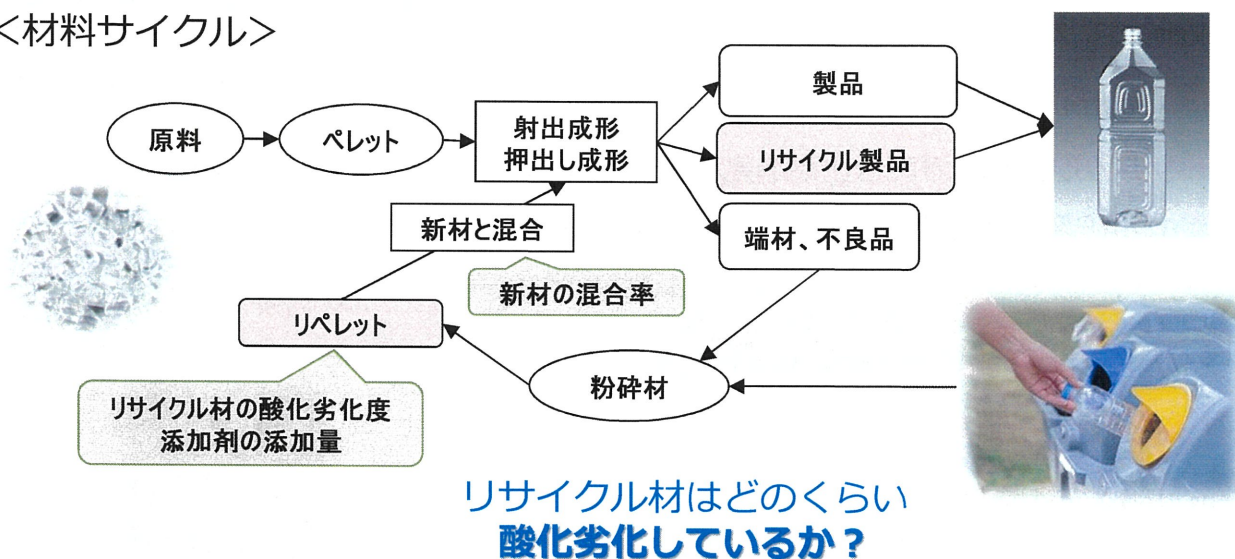 <材料サイクル>
製品
原料
ペレット
射出成形
押出し成形
リサイクル製品
新材と混合
端材、不良品
新材の混合率
リペレット
粉砕材
リサイクル材の酸化劣化度
添加剤の添加量
リサイクル材はどのくらい
酸化劣化しているか？